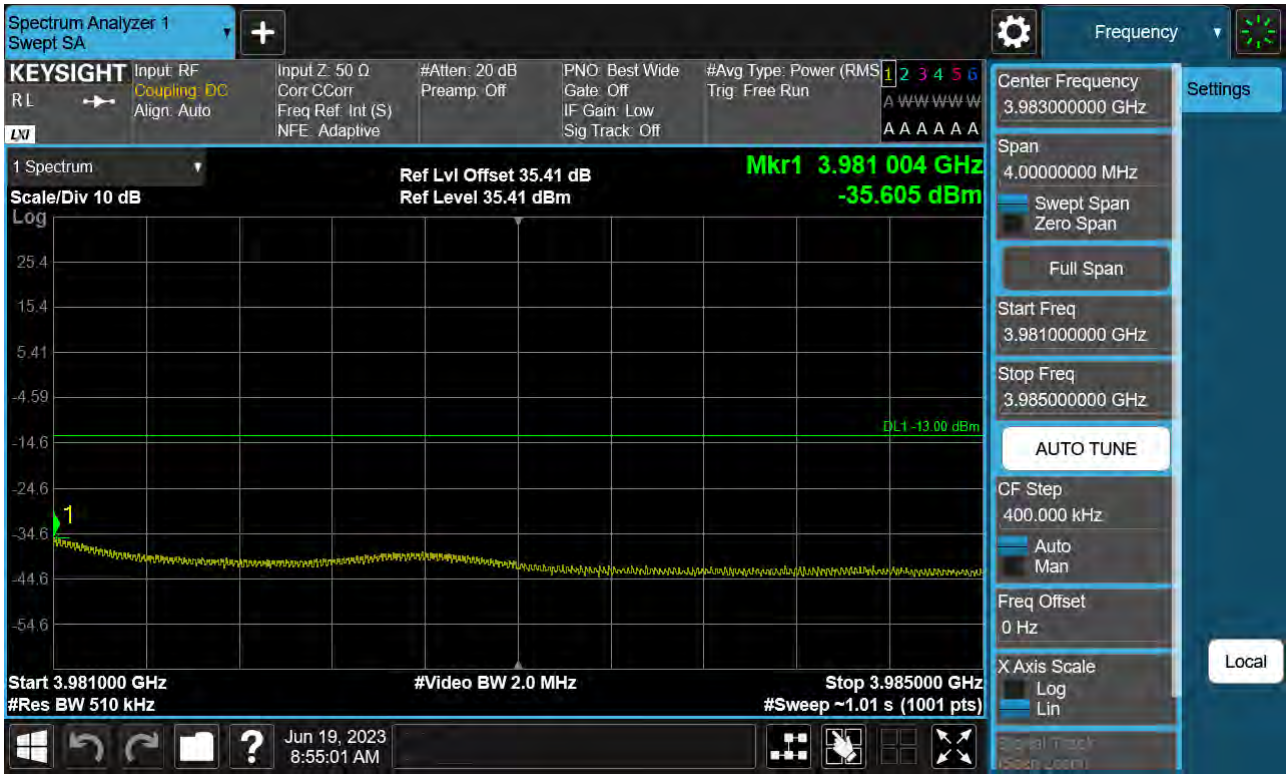 Spectrum Analyzer 1
Swept SA
+
Frequency
KEYSIGHT
RL
LXI
Input: RF
Coupling: DC
Align: Auto
Input Z: 50 Ω
Corr CCorr
Freq Ref: Int (S)
NFE: Adaptive
#Atten: 20 dB
Preamp: Off
PNO: Best Wide
Gate: Off
IF Gain: Low
Sig Track: Off
#Avg Type: Power (RMS
Trig: Free Run
1 2 3 4 5 6
A W W W W W
A A A A A A
1 Spectrum
Scale/Div 10 dB
Log
Ref Lvl Offset 35.41 dB
Ref Level 35.41 dBm
Mkr1 3.981 004 GHz
-35.605 dBm
25.4
15.4
5.41
-4.59
DL1 -13.00 dBm
-14.6
-24.6
1
-34.6
-44.6
-54.6
Start 3.981000 GHz
#Res BW 510 kHz
#Video BW 2.0 MHz
Stop 3.985000 GHz
#Sweep ~1.01 s (1001 pts)
Center Frequency
3.983000000 GHz
Settings
Span
4.00000000 MHz
Swept Span
Zero Span
Full Span
Start Freq
3.981000000 GHz
Stop Freq
3.985000000 GHz
AUTO TUNE
CF Step
400.000 kHz
Auto
Man
Freq Offset
0 Hz
X Axis Scale
Log
Lin
Local
Signal Track
(Span Zoom)
?
Jun 19, 2023
8:55:01 AM